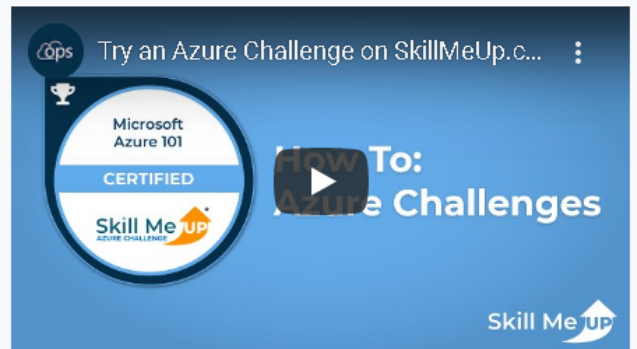 ops
Try an Azure Challenge on SkillMeUp.c...
Microsoft
Azure 101
CERTIFIED
Skill Me UP
AZURE CHALLENGE
How To:
Azure Challenges
Skill Me UP